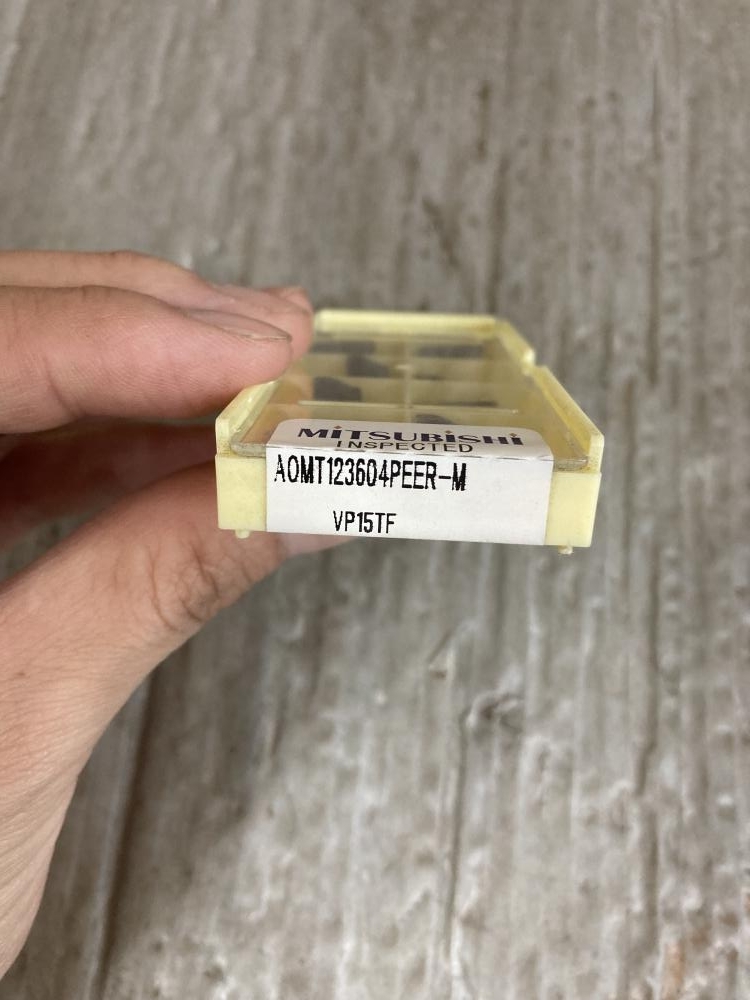 MITSUBISHI
INSPECTED
AOMT123604PEER-M
VP15TF